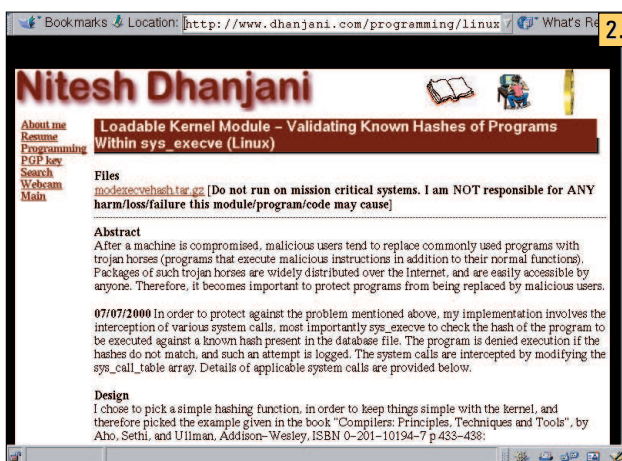 Bookmarks Location: http://www.dhanjani.com/programming/linux What's Re
2.
Nitesh Dhanjani
About me
Resume
Programming
PGP key
Search
Webcam
Main
Loadable Kernel Module – Validating Known Hashes of Programs
Within sys_execve (Linux)
Files
modexecvehash.tar.gz [Do not run on mission critical systems. I am NOT responsible for ANY
harm/loss/failure this module/program/code may cause]
Abstract
After a machine is compromised, malicious users tend to replace commonly used programs with
trojan horses (programs that execute malicious instructions in addition to their normal functions).
Packages of such trojan horses are widely distributed over the Internet, and are easily accessible by
anyone. Therefore, it becomes important to protect programs from being replaced by malicious users.
07/07/2000 In order to protect against the problem mentioned above, my implementation involves the
interception of various system calls, most importantly sys_execve to check the hash of the program to
be executed against a known hash present in the database file. The program is denied execution if the
hashes do not match, and such an attempt is logged. The system calls are intercepted by modifying the
sys_call_table array. Details of applicable system calls are provided below.
Design
I chose to pick a simple hashing function, in order to keep things simple with the kernel, and
therefore picked the example given in the book "Compilers: Principles, Techniques and Tools", by
Aho, Sethi, and Ullman, Addison–Wesley, ISBN 0–201–10194–7 p 433–438: